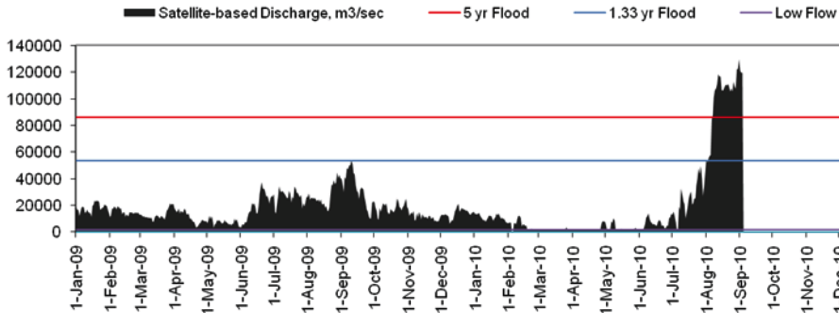 Satellite-based Discharge, m3/sec 5 yr Flood 1.33 yr Flood Low Flow
140000
120000
100000
80000
60000
40000
20000
0
1-Jan-09
1-Feb-09
1-Mar-09
1-Apr-09
1-May-09
1-Jun-09
1-Jul-09
1-Aug-09
1-Sep-09
1-Oct-09
1-Nov-09
1-Dec-09
1-Jan-10
1-Feb-10
1-Mar-10
1-Apr-10
1-May-10
1-Jun-10
1-Jul-10
1-Aug-10
1-Sep-10
1-Oct-10
1-Nov-10